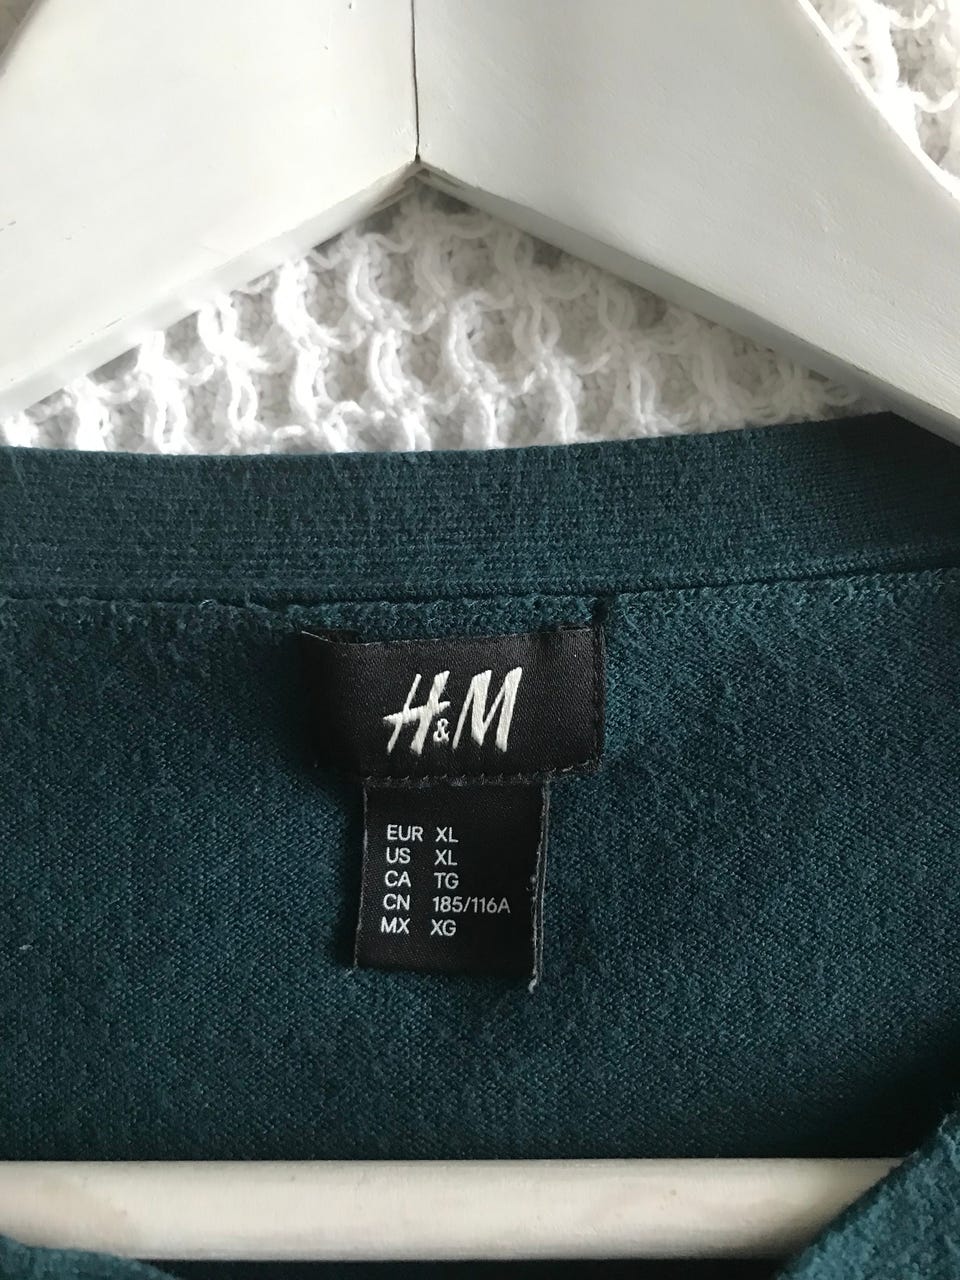 H&M
EUR XL
US XL
CA TG
CN 185/116A
MX XG